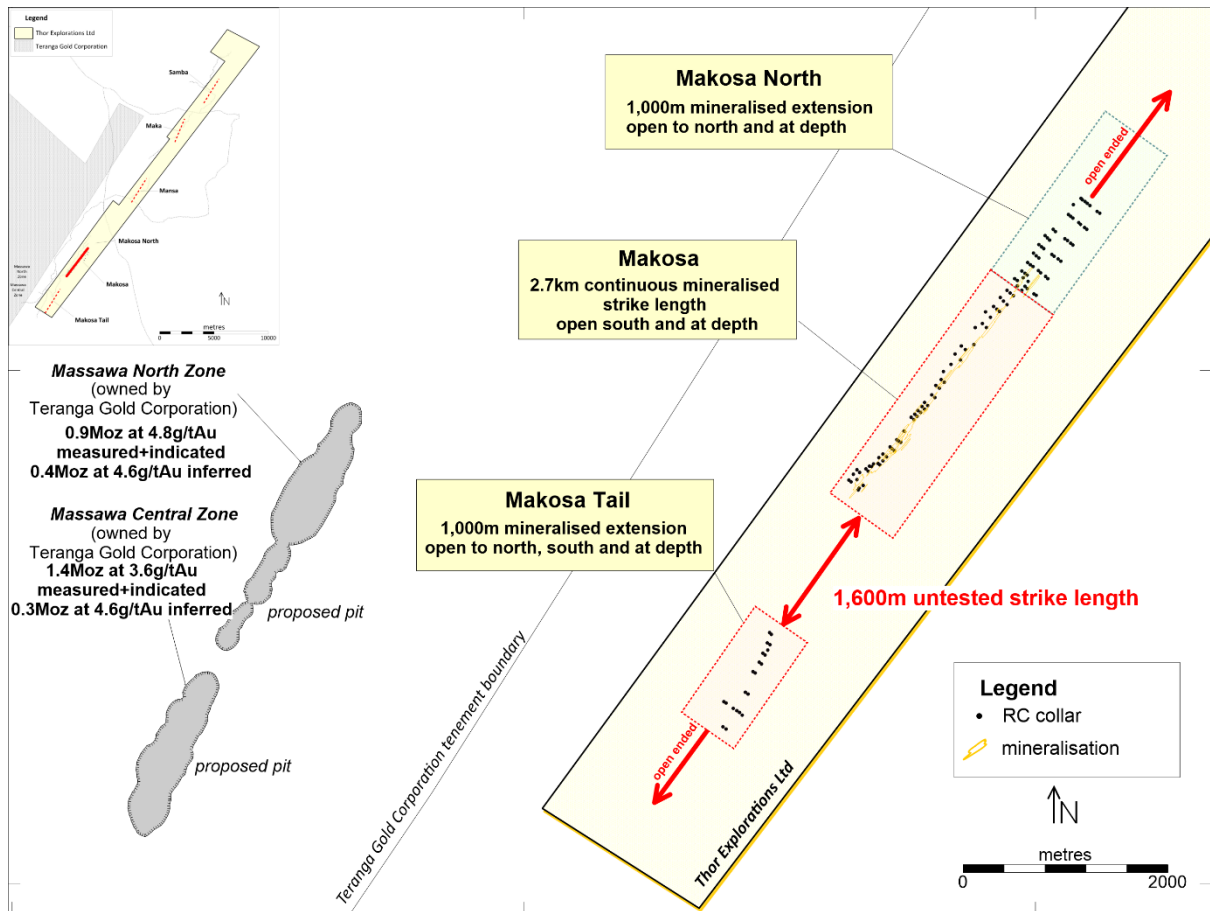 Legend
Thor Explorations Ltd
Teranga Gold Corporation
Samba
Maka
Mansa
Makosa North
Makosa
Makosa Tail
Massawa
North
Zone
Central
Zone
N
metres
0 5000 10000
Makosa North
1,000m mineralised extension
open to north and at depth
Makosa
2.7km continuous mineralised
strike length
open south and at depth
Makosa Tail
1,000m mineralised extension
open to north, south and at depth
open ended
1,600m untested strike length
open ended
Massawa North Zone
(owned by
Teranga Gold Corporation)
0.9Moz at 4.8g/tAu
measured+indicated
0.4Moz at 4.6g/tAu inferred
Massawa Central Zone
(owned by
Teranga Gold Corporation)
1.4Moz at 3.6g/tAu
measured+indicated
0.3Moz at 4.6g/tAu inferred
proposed pit
proposed pit
Teranga Gold Corporation tenement boundary
Thor Explorations Ltd
Legend
RC collar
mineralisation
N
metres
0 2000